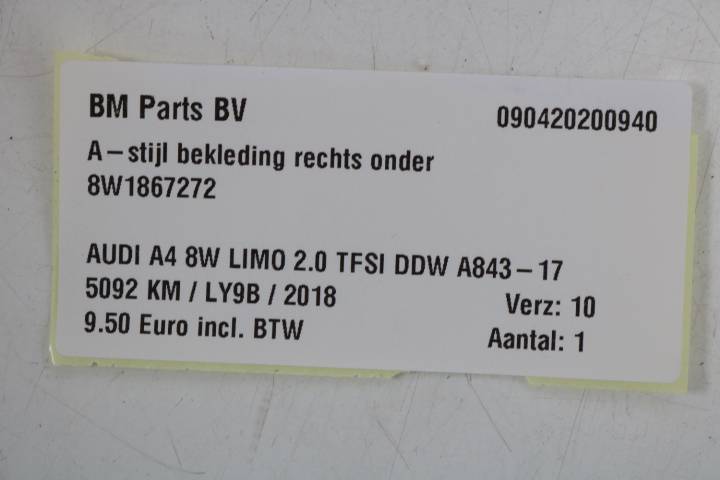 BM Parts BV 090420200940
A-stijl bekleding rechts onder
8W1867272
AUDI A4 8W LIMO 2.0 TFSI DDW A843-17
5092 KM / LY9B / 2018 Verz: 10
9.50 Euro incl. BTW Aantal: 1